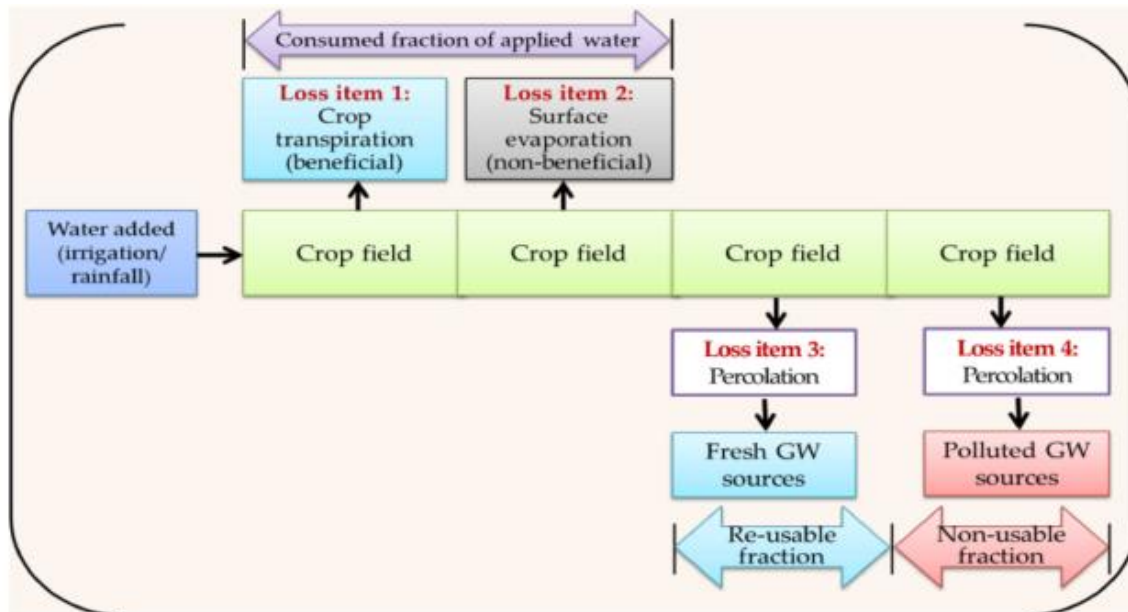 Consumed fraction of applied water
Loss item 1:
Crop
transpiration
(beneficial)
Loss item 2:
Surface
evaporation
(non-beneficial)
Water added
(irrigation/
rainfall)
Crop field
Crop field
Crop field
Crop field
Loss item 3:
Percolation
Loss item 4:
Percolation
Fresh GW
sources
Polluted GW
sources
Re-usable
fraction
Non-usable
fraction